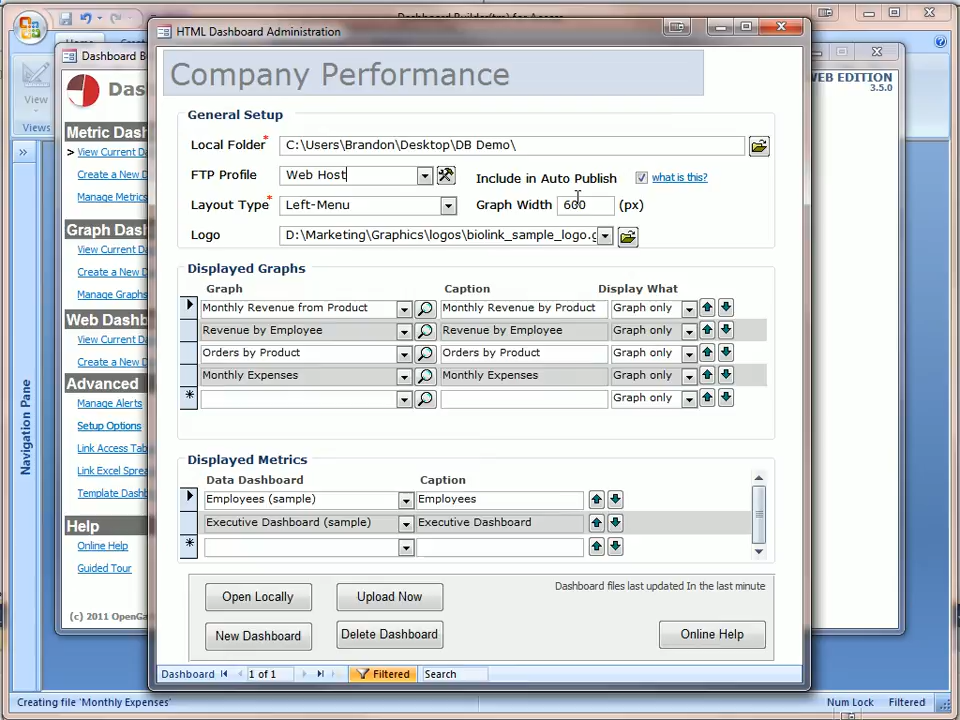 Dashboard Builder(tm) for Access
HTML Dashboard Administration
Dashboard B
WEB EDITION
3.5.0
View
Views
Navigation Pane
Das
Metric Das
> View Current D
Create a New D
Graph Dash
Create a New D
Manage Graphs
Web Dashb
View Current D
Create a New D
Advanced
Manage Alerts
Setup Options
Link Access Tab
Link Excel Sprea
Template Dashb
Help
Online Help
Guided Tour
(c) 2011 OpenGa
Company Performance
General Setup
Local Folder* C:\Users\Brandon\Desktop\DB Demo\
FTP Profile Web Host Include in Auto Publish what is this?
Layout Type* Left-Menu Graph Width 600 (px)
Logo D:\Marketing\Graphics\logos\biolink_sample_logo.g
Displayed Graphs
Graph Caption Display What
Monthly Revenue from Product Monthly Revenue by Product Graph only
Revenue by Employee Revenue by Employee Graph only
Orders by Product Orders by Product Graph only
Monthly Expenses Monthly Expenses Graph only
* Graph only
Displayed Metrics
Data Dashboard Caption
Employees (sample) Employees
Executive Dashboard (sample) Executive Dashboard
*
Dashboard files last updated In the last minute
Open Locally Upload Now
New Dashboard Delete Dashboard Online Help
Dashboard 1 of 1 Filtered Search
Creating file 'Monthly Expenses' Num Lock Filtered